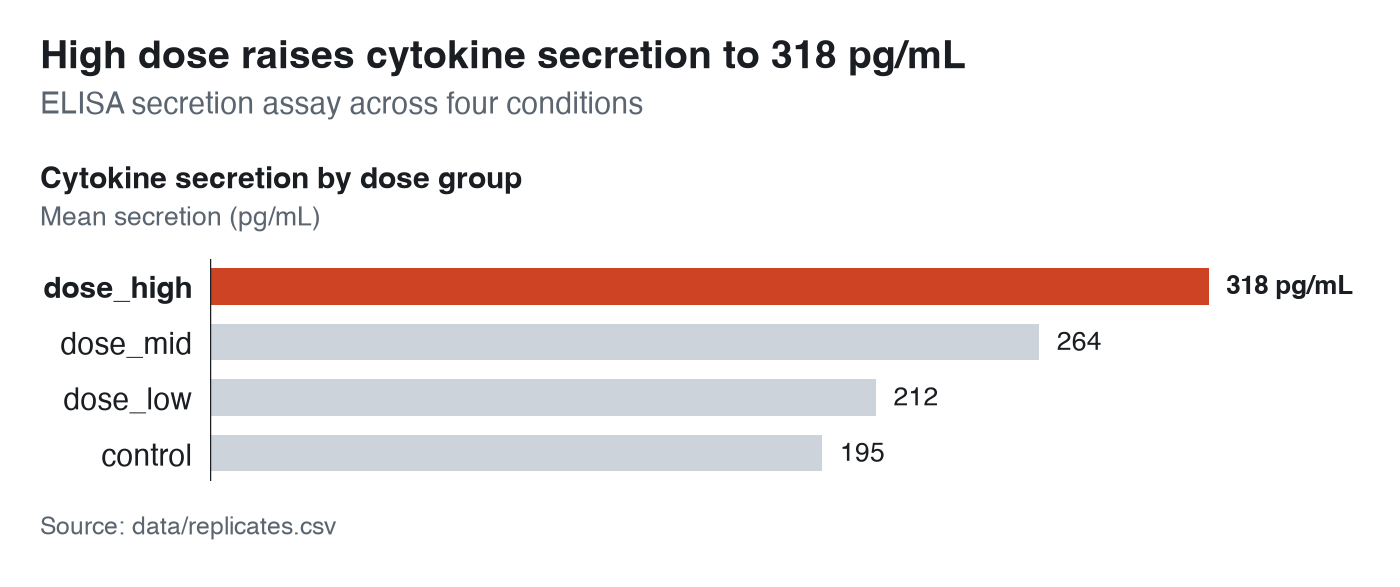 High dose raises cytokine secretion to 318 pg/mL
ELISA secretion assay across four conditions
Cytokine secretion by dose group
Mean secretion (pg/mL)
dose_high 318 pg/mL
dose_mid 264
dose_low 212
control 195
Source: data/replicates.csv